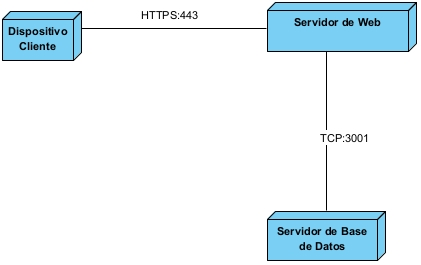 HTTPS:443
Dispositivo
Cliente
Servidor de Web
TCP:3001
Servidor de Base
de Datos